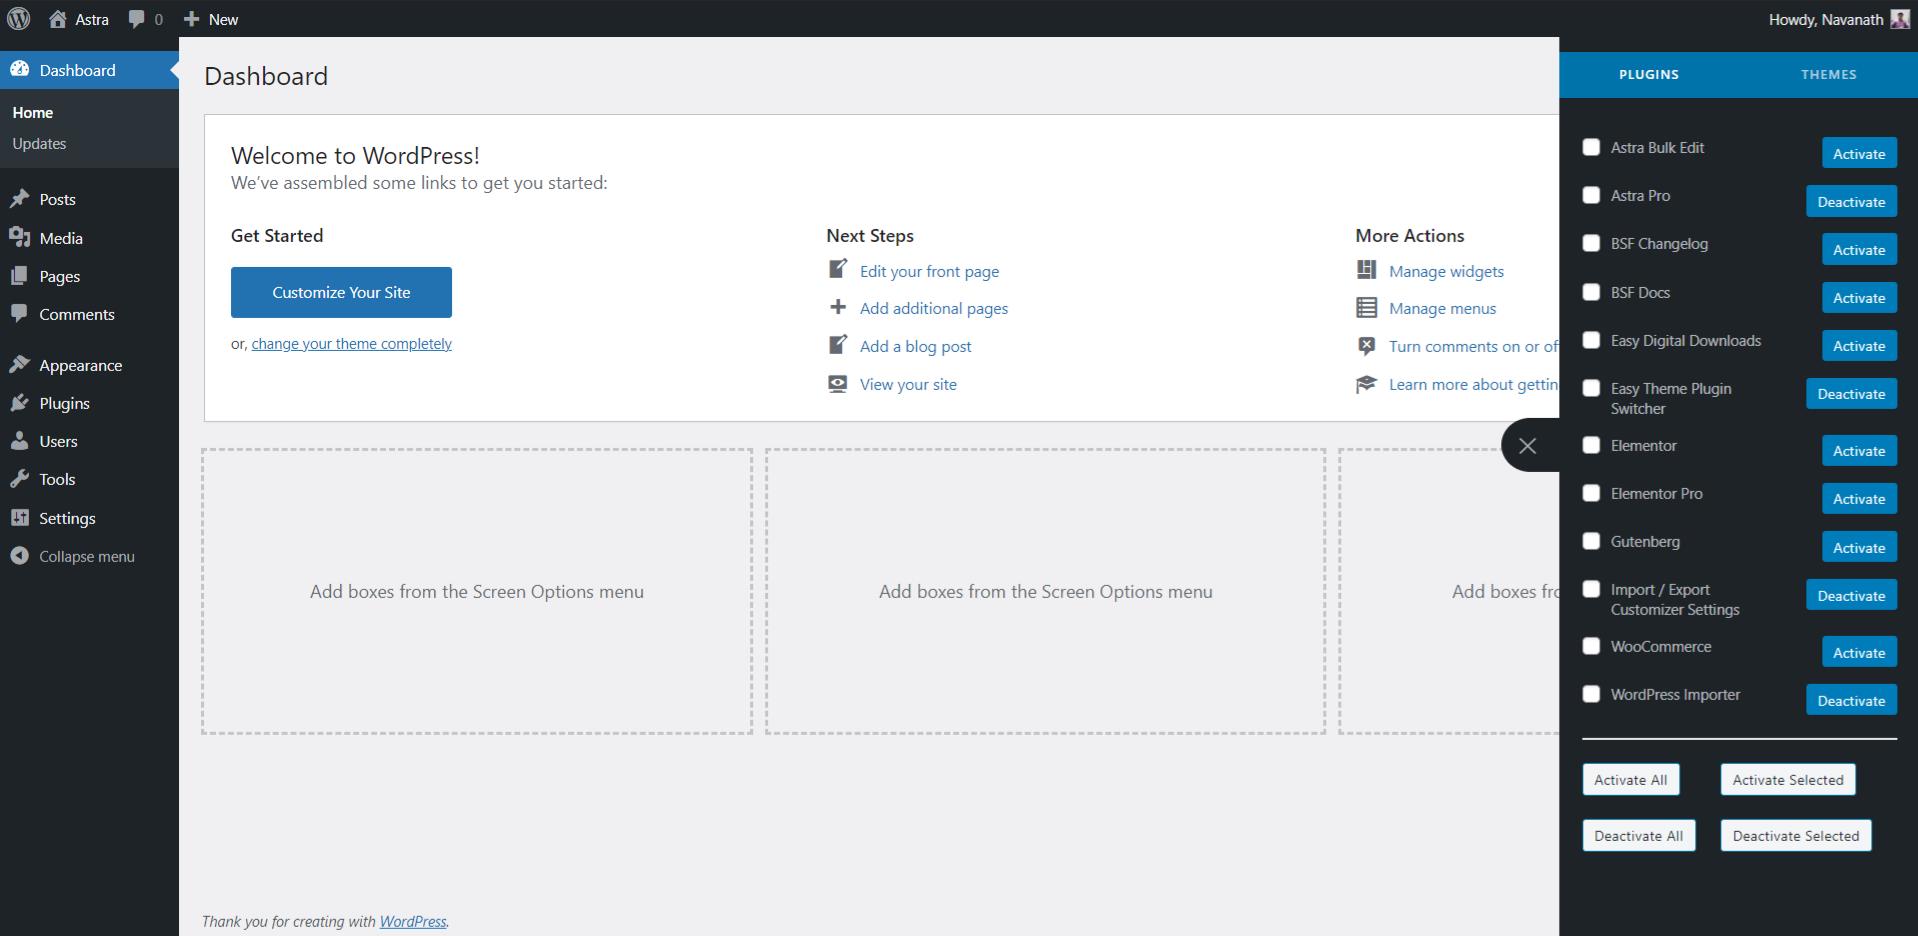 Astra
0
New
Howdy, Navanath
Dashboard
Home
Updates
Posts
Media
Pages
Comments
Appearance
Plugins
Users
Tools
Settings
Collapse menu
Dashboard
Welcome to WordPress!
We've assembled some links to get you started:
Get Started
Customize Your Site
or, change your theme completely
Next Steps
Edit your front page
Add additional pages
Add a blog post
View your site
More Actions
Manage widgets
Manage menus
Turn comments on or of
Learn more about gettin
Add boxes from the Screen Options menu
Add boxes from the Screen Options menu
Add boxes fro
Thank you for creating with WordPress.
PLUGINS
THEMES
Astra Bulk Edit
Activate
Astra Pro
Deactivate
BSF Changelog
Activate
BSF Docs
Activate
Easy Digital Downloads
Activate
Easy Theme Plugin
Switcher
Deactivate
Elementor
Activate
Elementor Pro
Activate
Gutenberg
Activate
Import / Export
Customizer Settings
Deactivate
WooCommerce
Activate
WordPress Importer
Deactivate
Activate All
Activate Selected
Deactivate All
Deactivate Selected